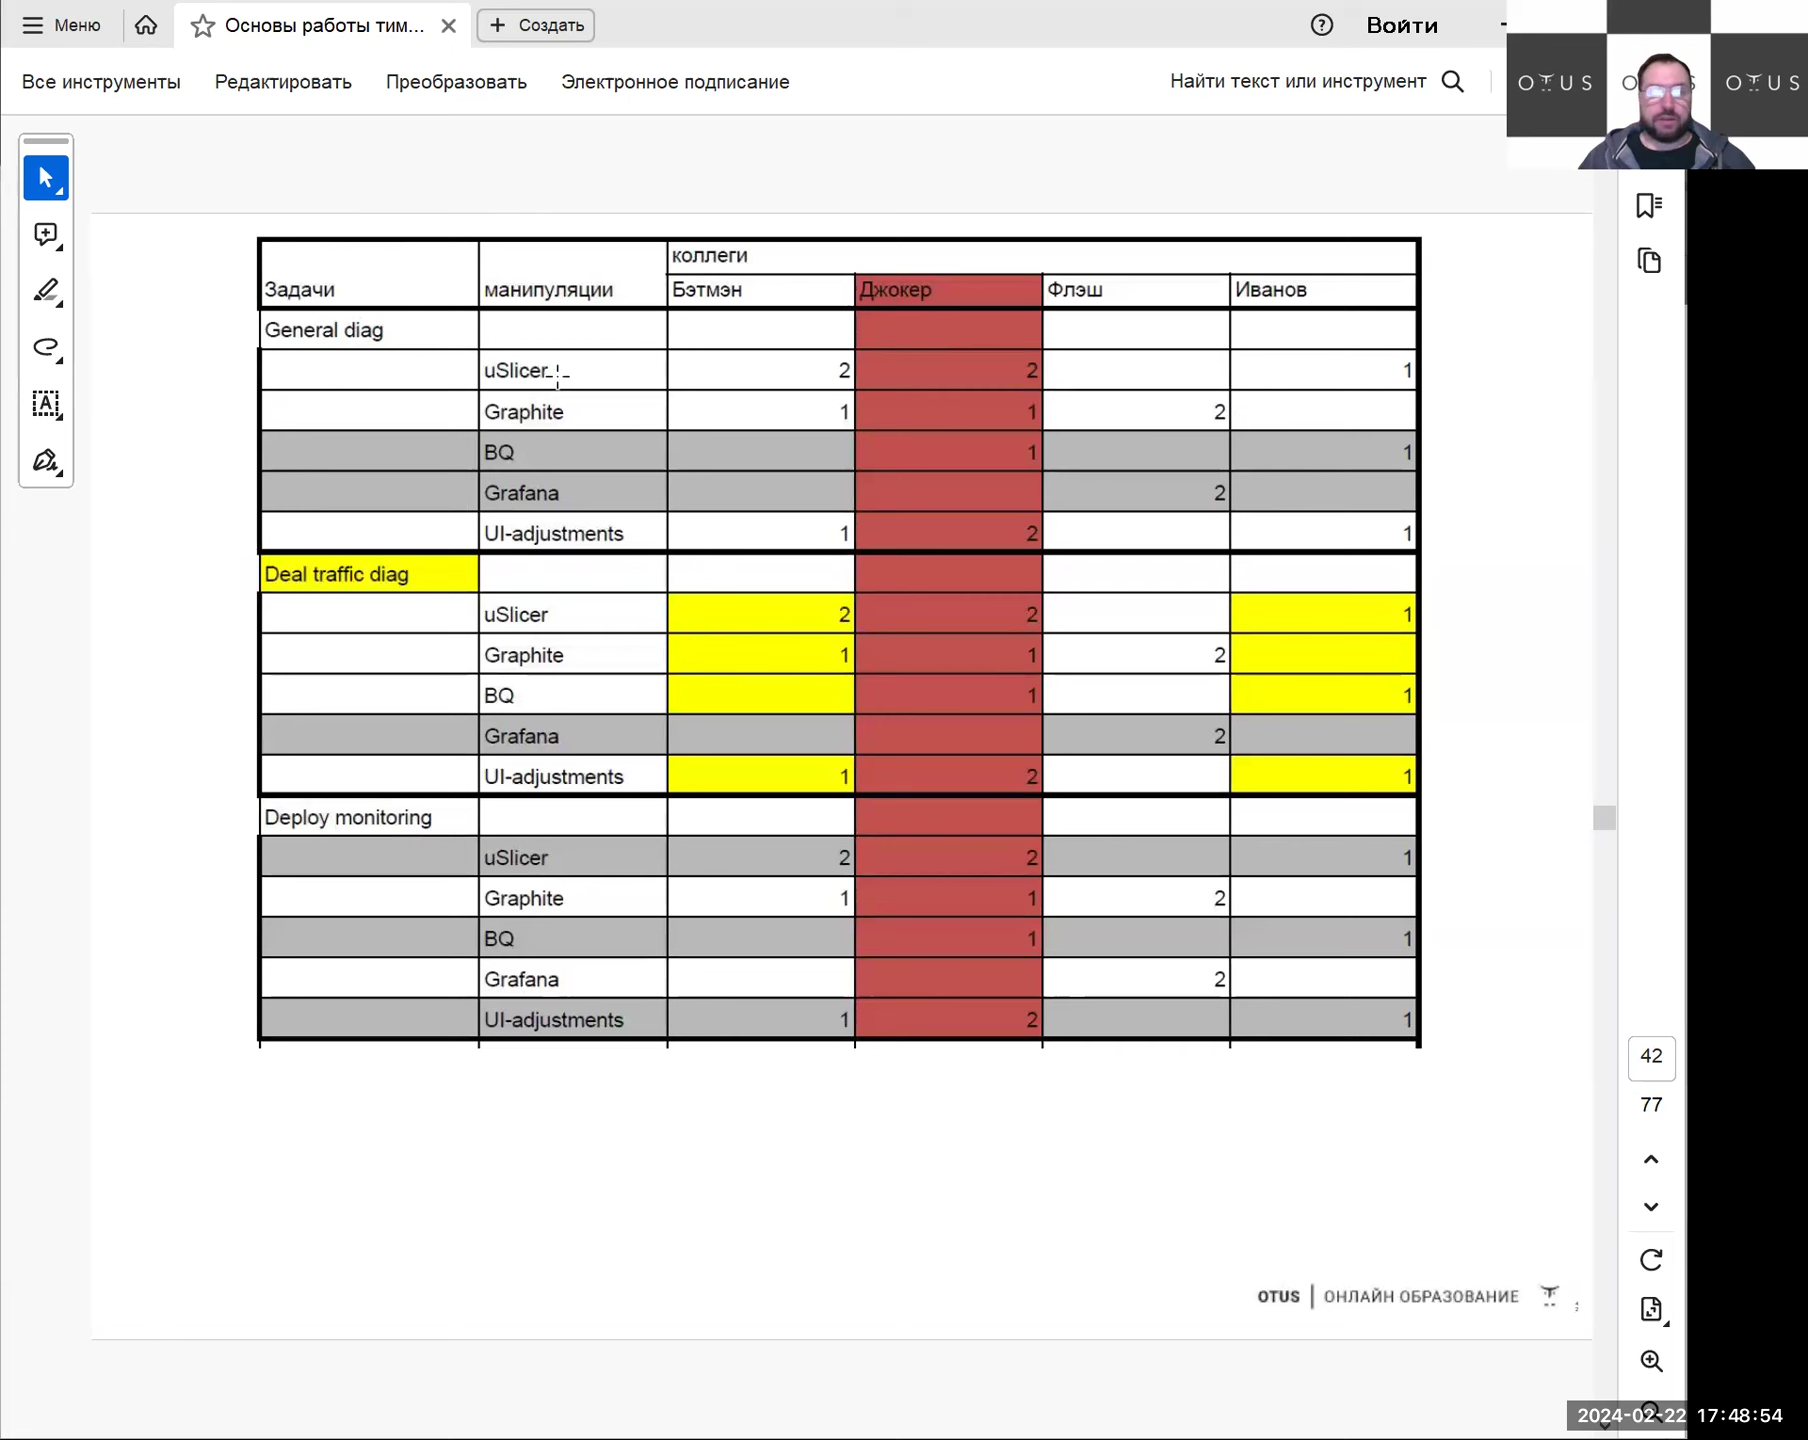 Меню
Основы работы тим...
Создать
Войти
Все инструменты Редактировать Преобразовать Электронное подписание
Найти текст или инструмент
OTUS OTUS
коллеги
Задачи манипуляции Бэтмэн Джокер Флэш Иванов
General diag
uSlicer 2 2 1
Graphite 1 1 2
BQ 1 1
Grafana 2
UI-adjustments 1 2 1
Deal traffic diag
uSlicer 2 2 1
Graphite 1 1 2
BQ 1 1
Grafana 2
UI-adjustments 1 2 1
Deploy monitoring
uSlicer 2 2 1
Graphite 1 1 2
BQ 1 1
Grafana 2
UI-adjustments 1 2 1
42
77
OTUS | ОНЛАЙН ОБРАЗОВАНИЕ
2024-02-22 17:48:54